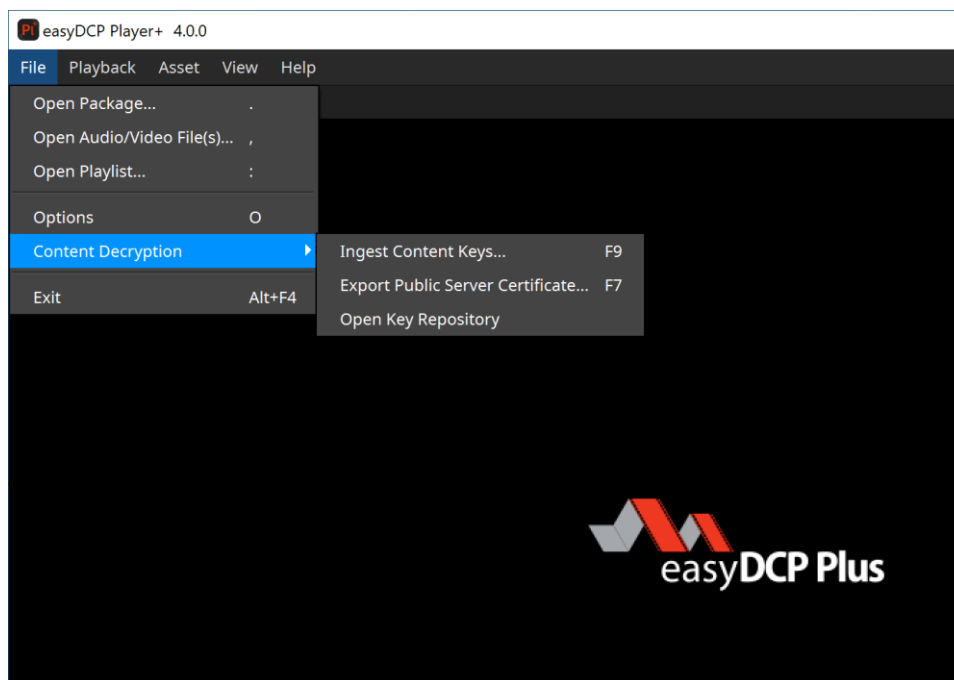 easyDCP Player+ 4.0.0
File Playback Asset View Help
Open Package... .
Open Audio/Video File(s)... ,
Open Playlist... :
Options O
Content Decryption
Ingest Content Keys... F9
Export Public Server Certificate... F7
Open Key Repository
Exit Alt+F4
easyDCP Plus